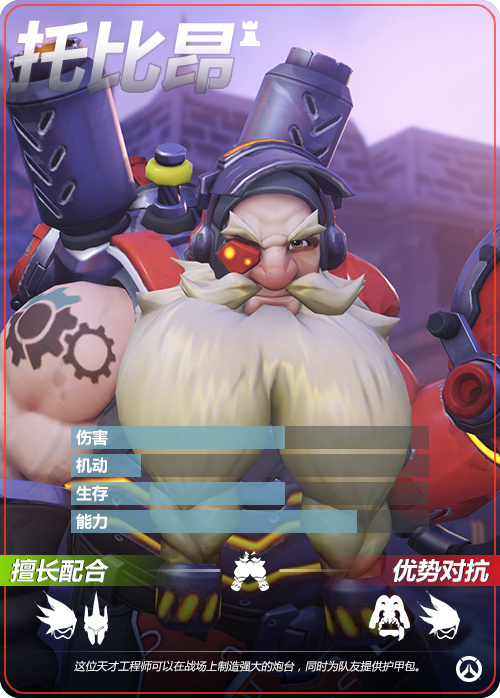 托比昂
伤害
机动
生存
能力
擅长配合
优势对抗
这位天才工程师可以在战场上制造强大的炮台，同时为队友提供护甲包。